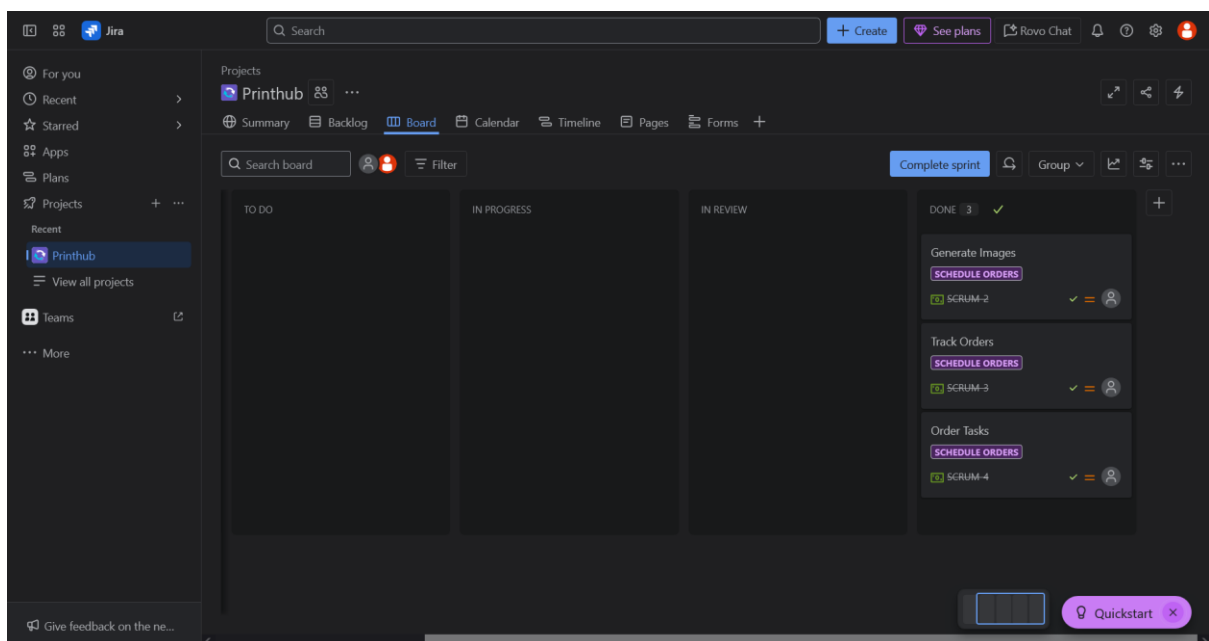 Jira
Search
+ Create
See plans
Rovo Chat
For you
Recent
Starred
Apps
Plans
Projects
Recent
Printhub
View all projects
Teams
More
Give feedback on the ne...
Projects
Printhub
Summary
Backlog
Board
Calendar
Timeline
Pages
Forms
Search board
Filter
Complete sprint
Group
TO DO
IN PROGRESS
IN REVIEW
DONE 3
Generate Images
SCHEDULE ORDERS
SCRUM-2
Track Orders
SCHEDULE ORDERS
SCRUM-3
Order Tasks
SCHEDULE ORDERS
SCRUM-4
Quickstart